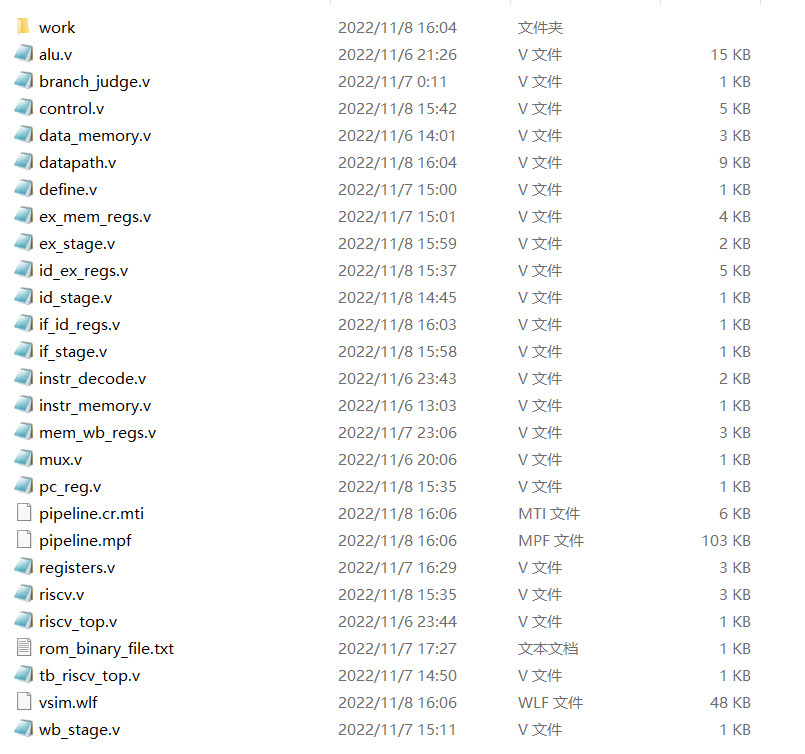 work 2022/11/8 16:04 文件夹
alu.v 2022/11/6 21:26 V 文件 15 KB
branch_judge.v 2022/11/7 0:11 V 文件 1 KB
control.v 2022/11/8 15:42 V 文件 5 KB
data_memory.v 2022/11/6 14:01 V 文件 3 KB
datapath.v 2022/11/8 16:04 V 文件 9 KB
define.v 2022/11/7 15:00 V 文件 1 KB
ex_mem_regs.v 2022/11/7 15:01 V 文件 4 KB
ex_stage.v 2022/11/8 15:59 V 文件 2 KB
id_ex_regs.v 2022/11/8 15:37 V 文件 5 KB
id_stage.v 2022/11/8 14:45 V 文件 1 KB
if_id_regs.v 2022/11/8 16:03 V 文件 1 KB
if_stage.v 2022/11/8 15:58 V 文件 1 KB
instr_decode.v 2022/11/6 23:43 V 文件 2 KB
instr_memory.v 2022/11/6 13:03 V 文件 1 KB
mem_wb_regs.v 2022/11/7 23:06 V 文件 3 KB
mux.v 2022/11/6 20:06 V 文件 1 KB
pc_reg.v 2022/11/8 15:35 V 文件 1 KB
pipeline.cr.mti 2022/11/8 16:06 MTI 文件 6 KB
pipeline.mpf 2022/11/8 16:06 MPF 文件 103 KB
registers.v 2022/11/7 16:29 V 文件 3 KB
riscv.v 2022/11/8 15:35 V 文件 3 KB
riscv_top.v 2022/11/6 23:44 V 文件 1 KB
rom_binary_file.txt 2022/11/7 17:27 文本文档 1 KB
tb_riscv_top.v 2022/11/7 14:50 V 文件 1 KB
vsim.wlf 2022/11/8 16:06 WLF 文件 48 KB
wb_stage.v 2022/11/7 15:11 V 文件 1 KB